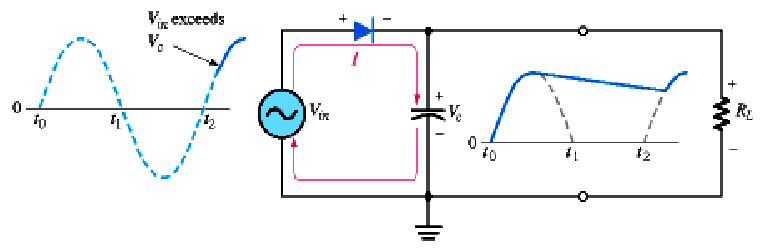 V_in exceeds
V_C
0
t_0
t_1
t_2
+ −
I
V_in
+
V_C
−
0
t_0
t_1
t_2
+
R_L
−